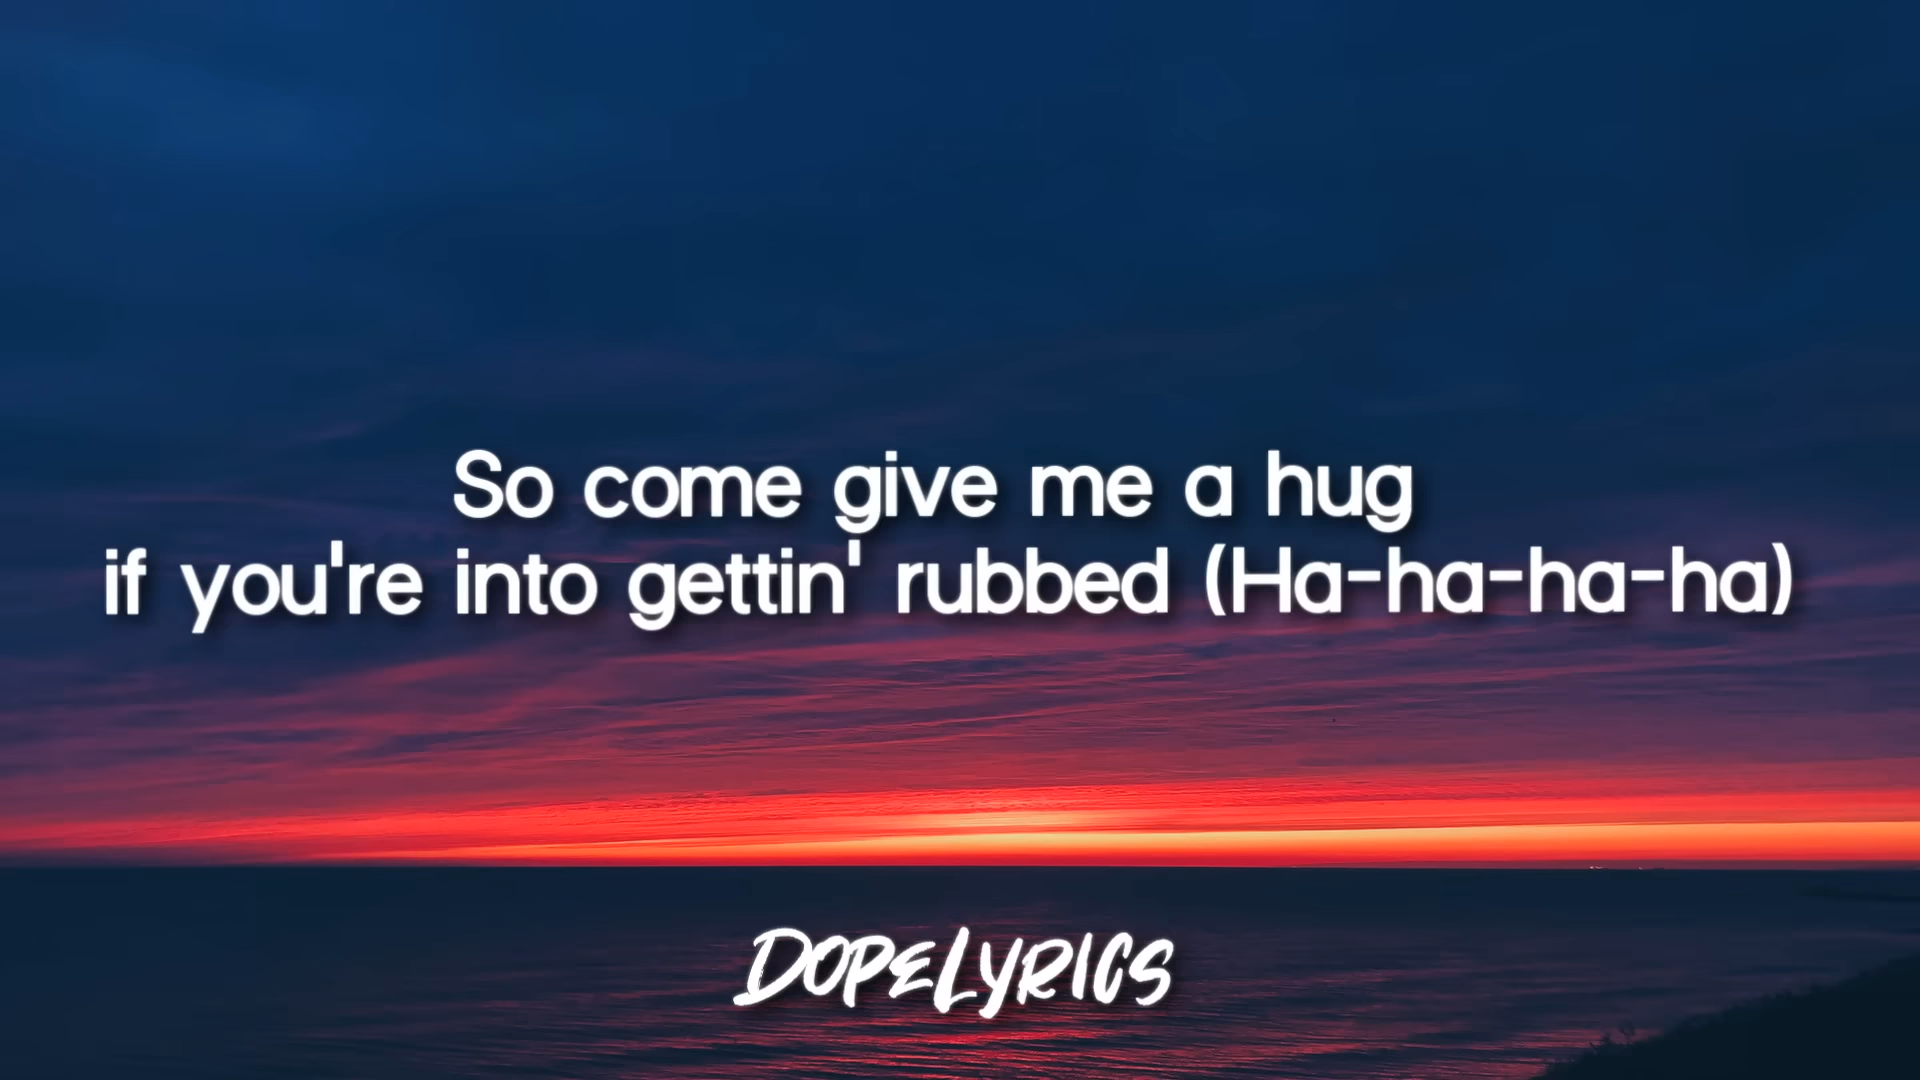 So come give me a hug
if you're into gettin' rubbed (Ha-ha-ha-ha)
DOPELYRICS